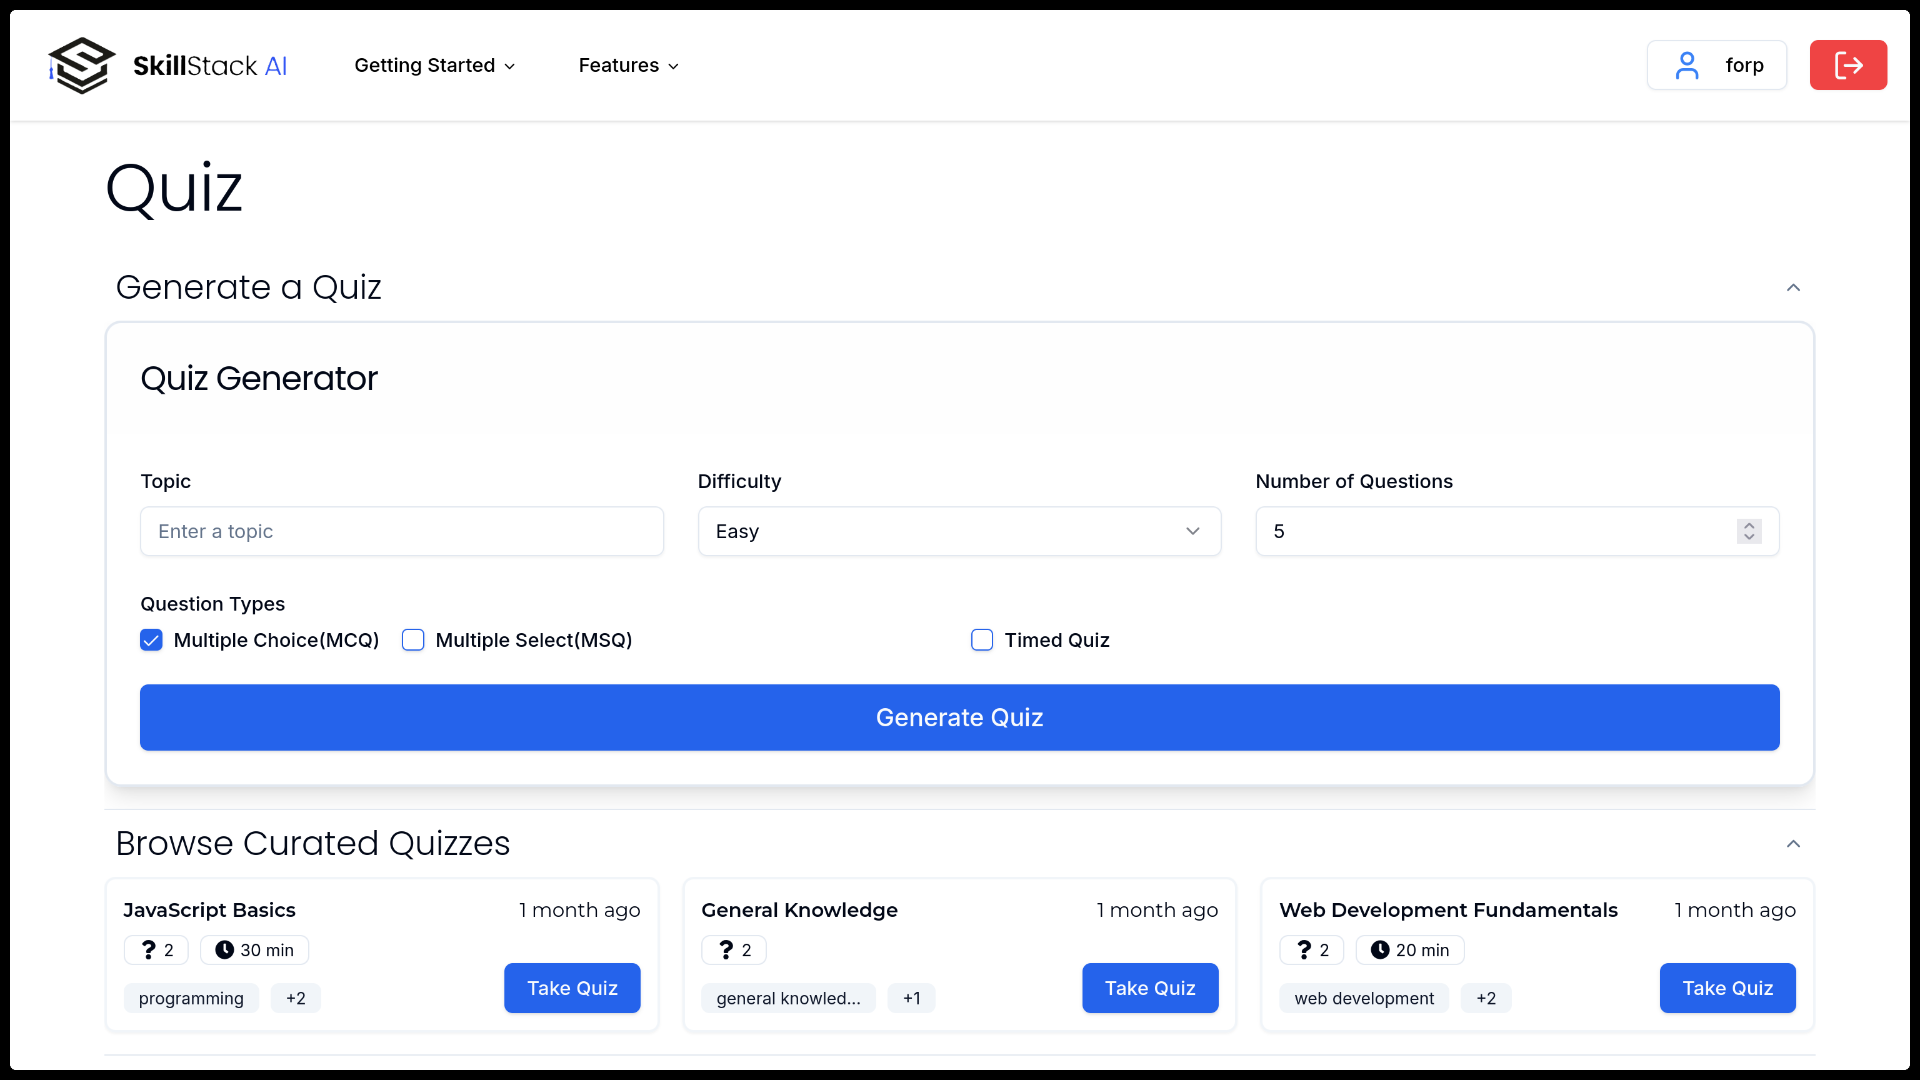 SkillStack AI
Getting Started
Features
forp
Quiz
Generate a Quiz
Quiz Generator
Topic
Difficulty
Number of Questions
Enter a topic
Easy
5
Question Types
Multiple Choice(MCQ)
Multiple Select(MSQ)
Timed Quiz
Generate Quiz
Browse Curated Quizzes
JavaScript Basics
1 month ago
? 2
30 min
programming
+2
Take Quiz
General Knowledge
1 month ago
? 2
general knowled...
+1
Take Quiz
Web Development Fundamentals
1 month ago
? 2
20 min
web development
+2
Take Quiz